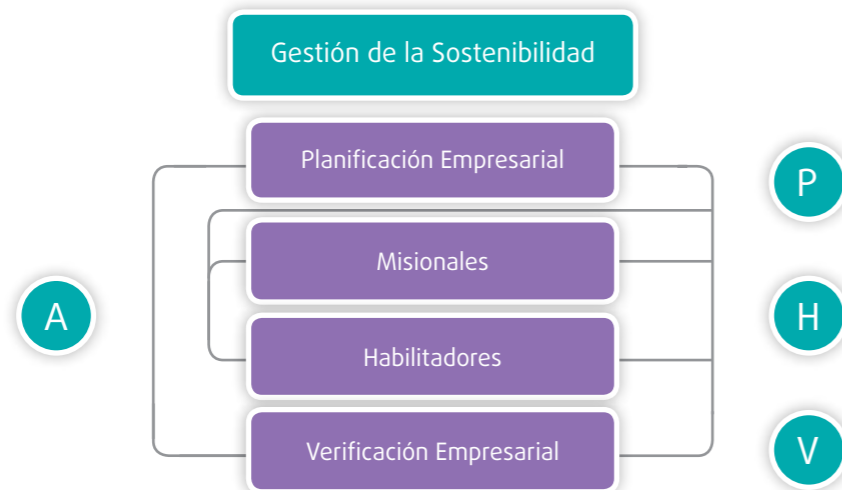 Gestión de la Sostenibilidad
Planificación Empresarial
P
Misionales
A
H
Habilitadores
Verificación Empresarial
V